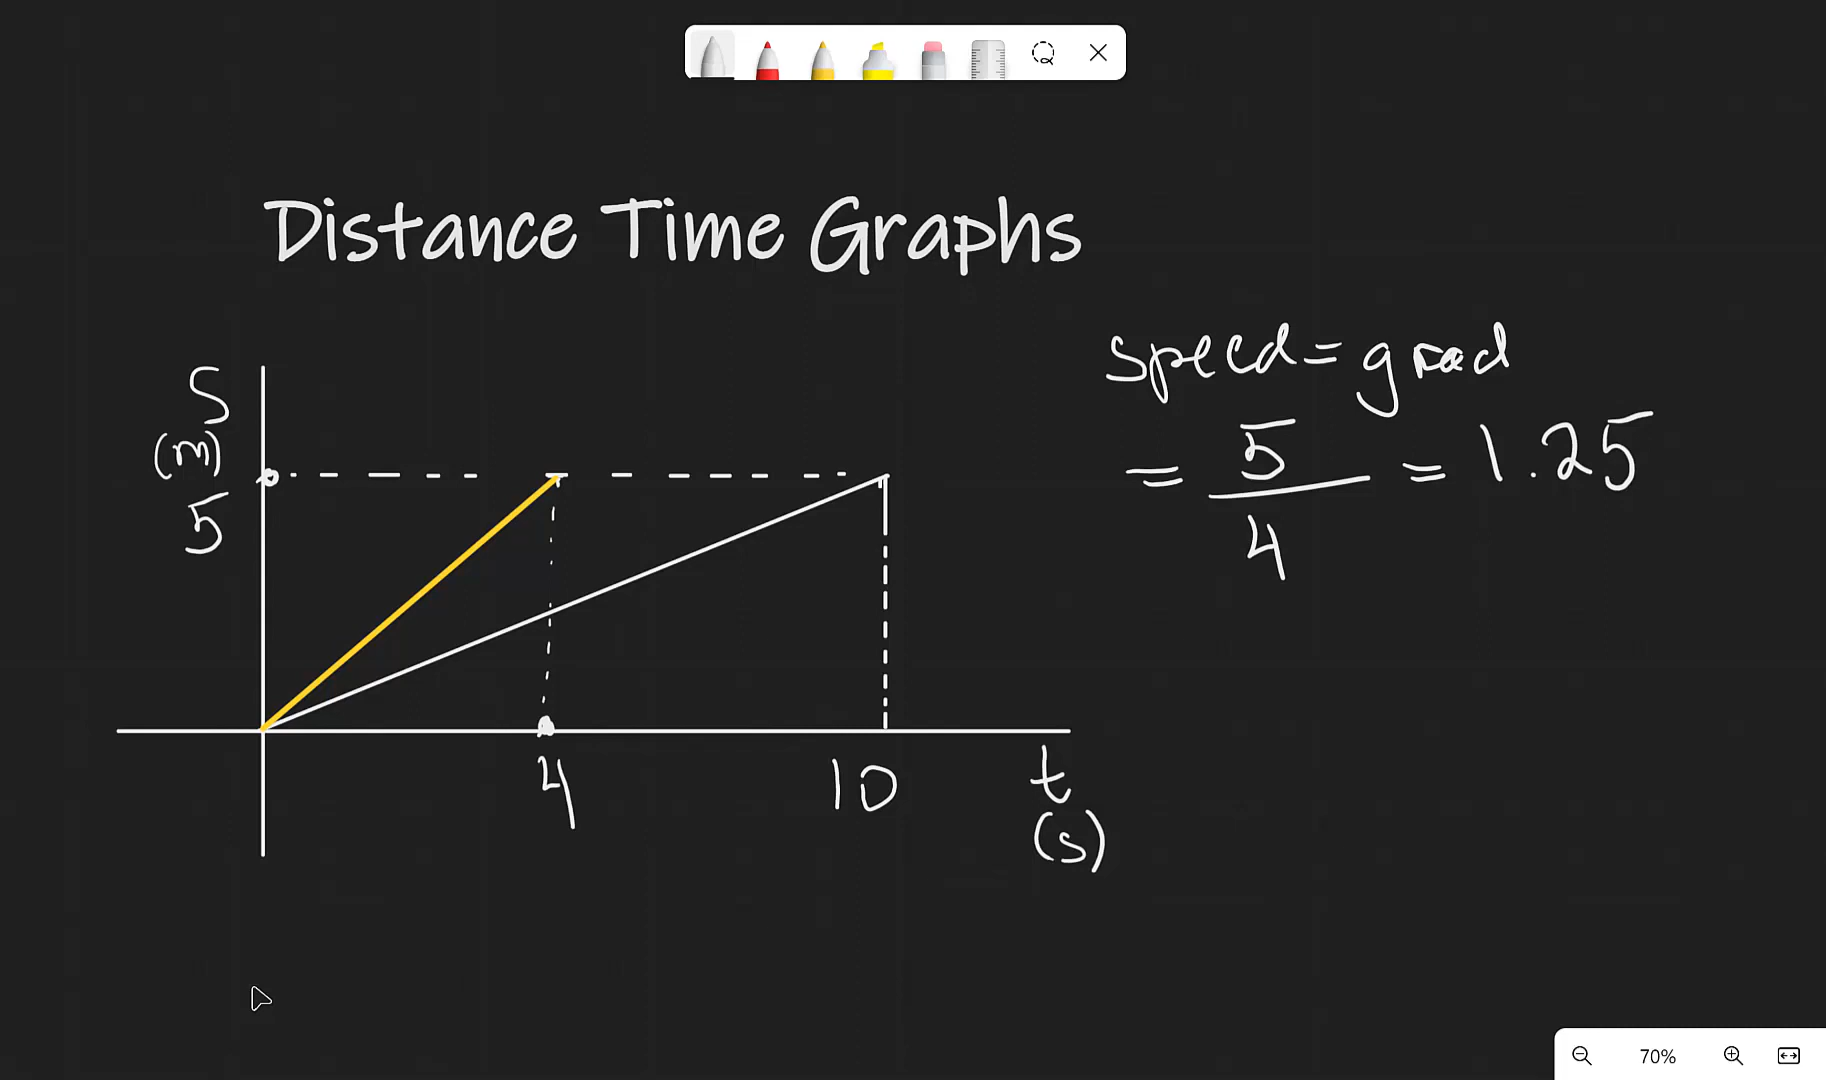 Distance Time Graphs
speed = grad
= 5/4 = 1.25
S
(m)
5
4
10
t
(s)
70%